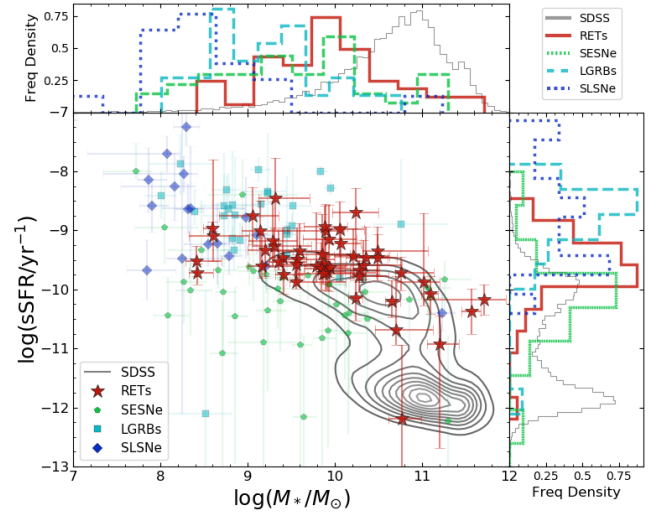 0.75
0.50
0.25
−7
Freq Density
SDSS
RETs
SESNe
LGRBs
SLSNe
−8
−9
−10
−11
−12
−13
log(sSFR/yr⁻¹)
SDSS
RETs
SESNe
LGRBs
SLSNe
7
8
9
10
11
12
log(M*/M☉)
0.25
0.50
0.75
Freq Density